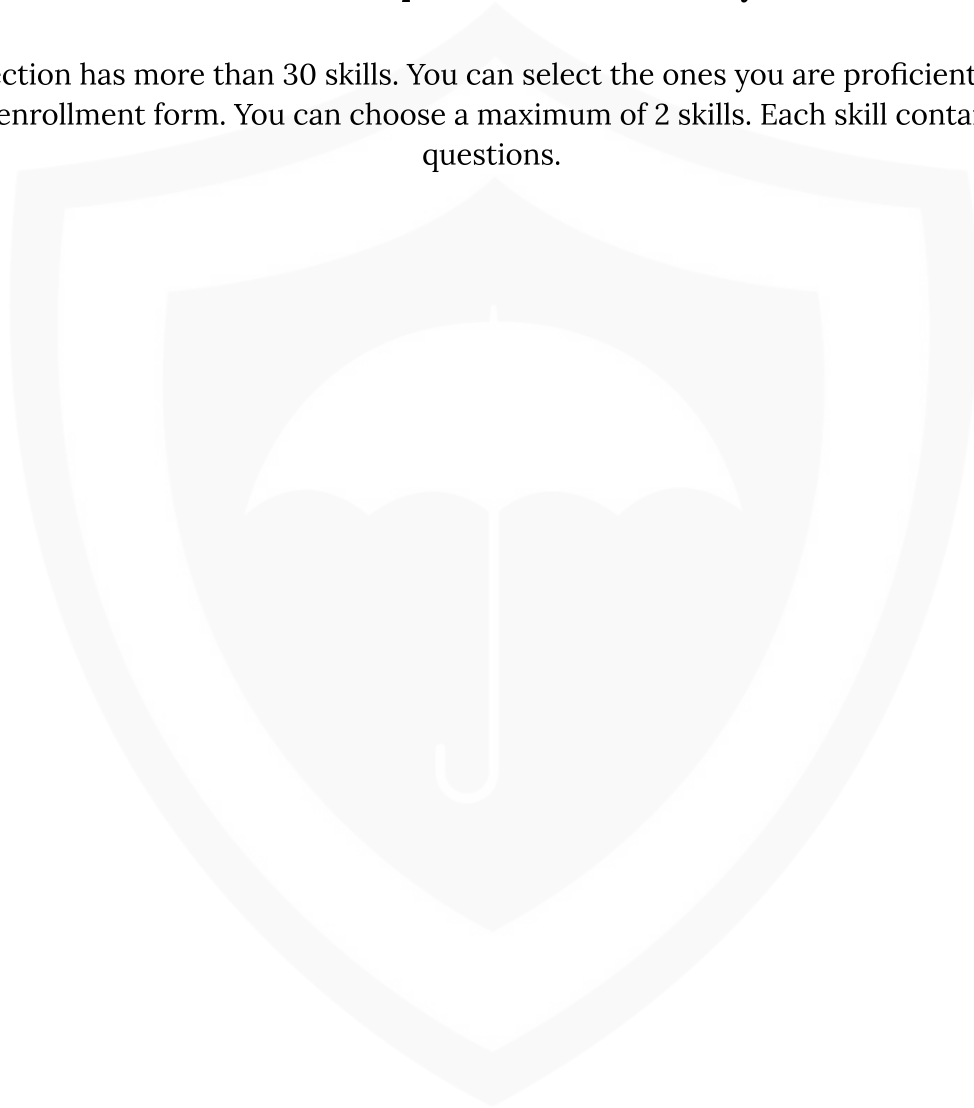 ction has more than 30 skills. You can select the ones you are proficient
enrollment form. You can choose a maximum of 2 skills. Each skill conta
questions.